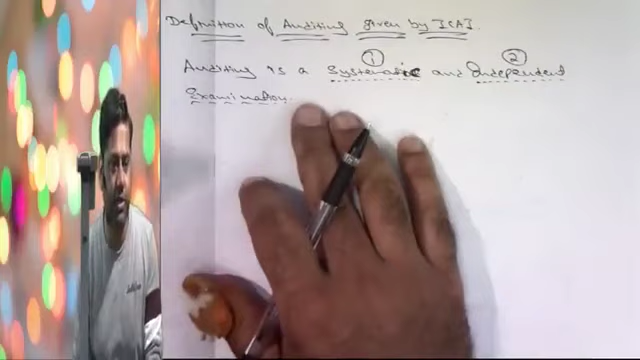 Definition of Auditing given by ICAI.
① ②
Auditing is a Systematic and Independent
Examination.